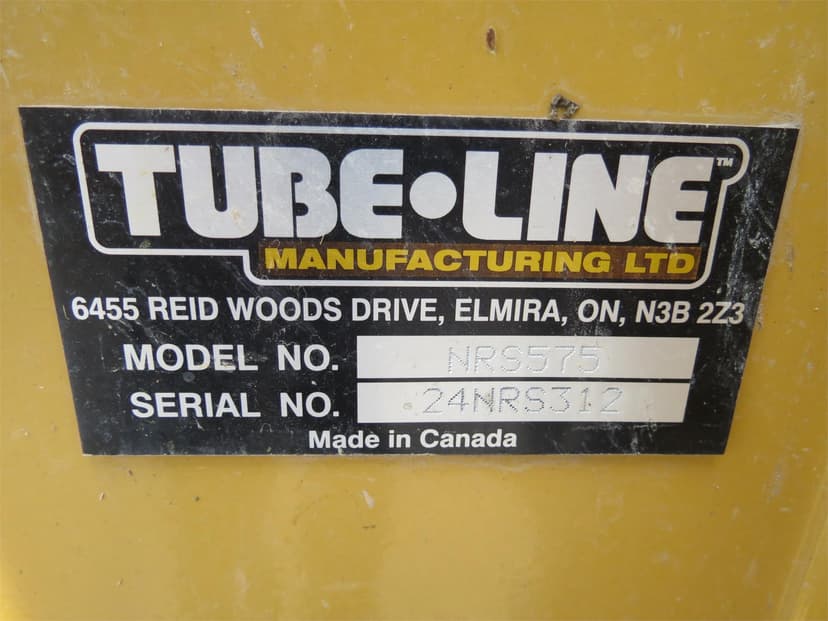 TUBE•LINE™
MANUFACTURING LTD
6455 REID WOODS DRIVE, ELMIRA, ON, N3B 2Z3
MODEL NO. NRS575
SERIAL NO. 24NRS312
Made in Canada